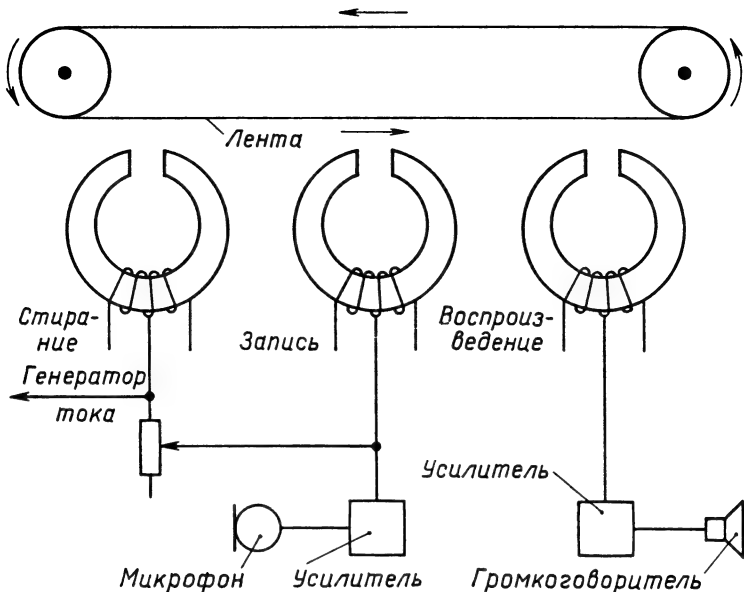 Лента
Стира-
ние
Запись
Воспроиз-
ведение
Генератор
тока
Усилитель
Микрофон
Усилитель
Громкоговоритель